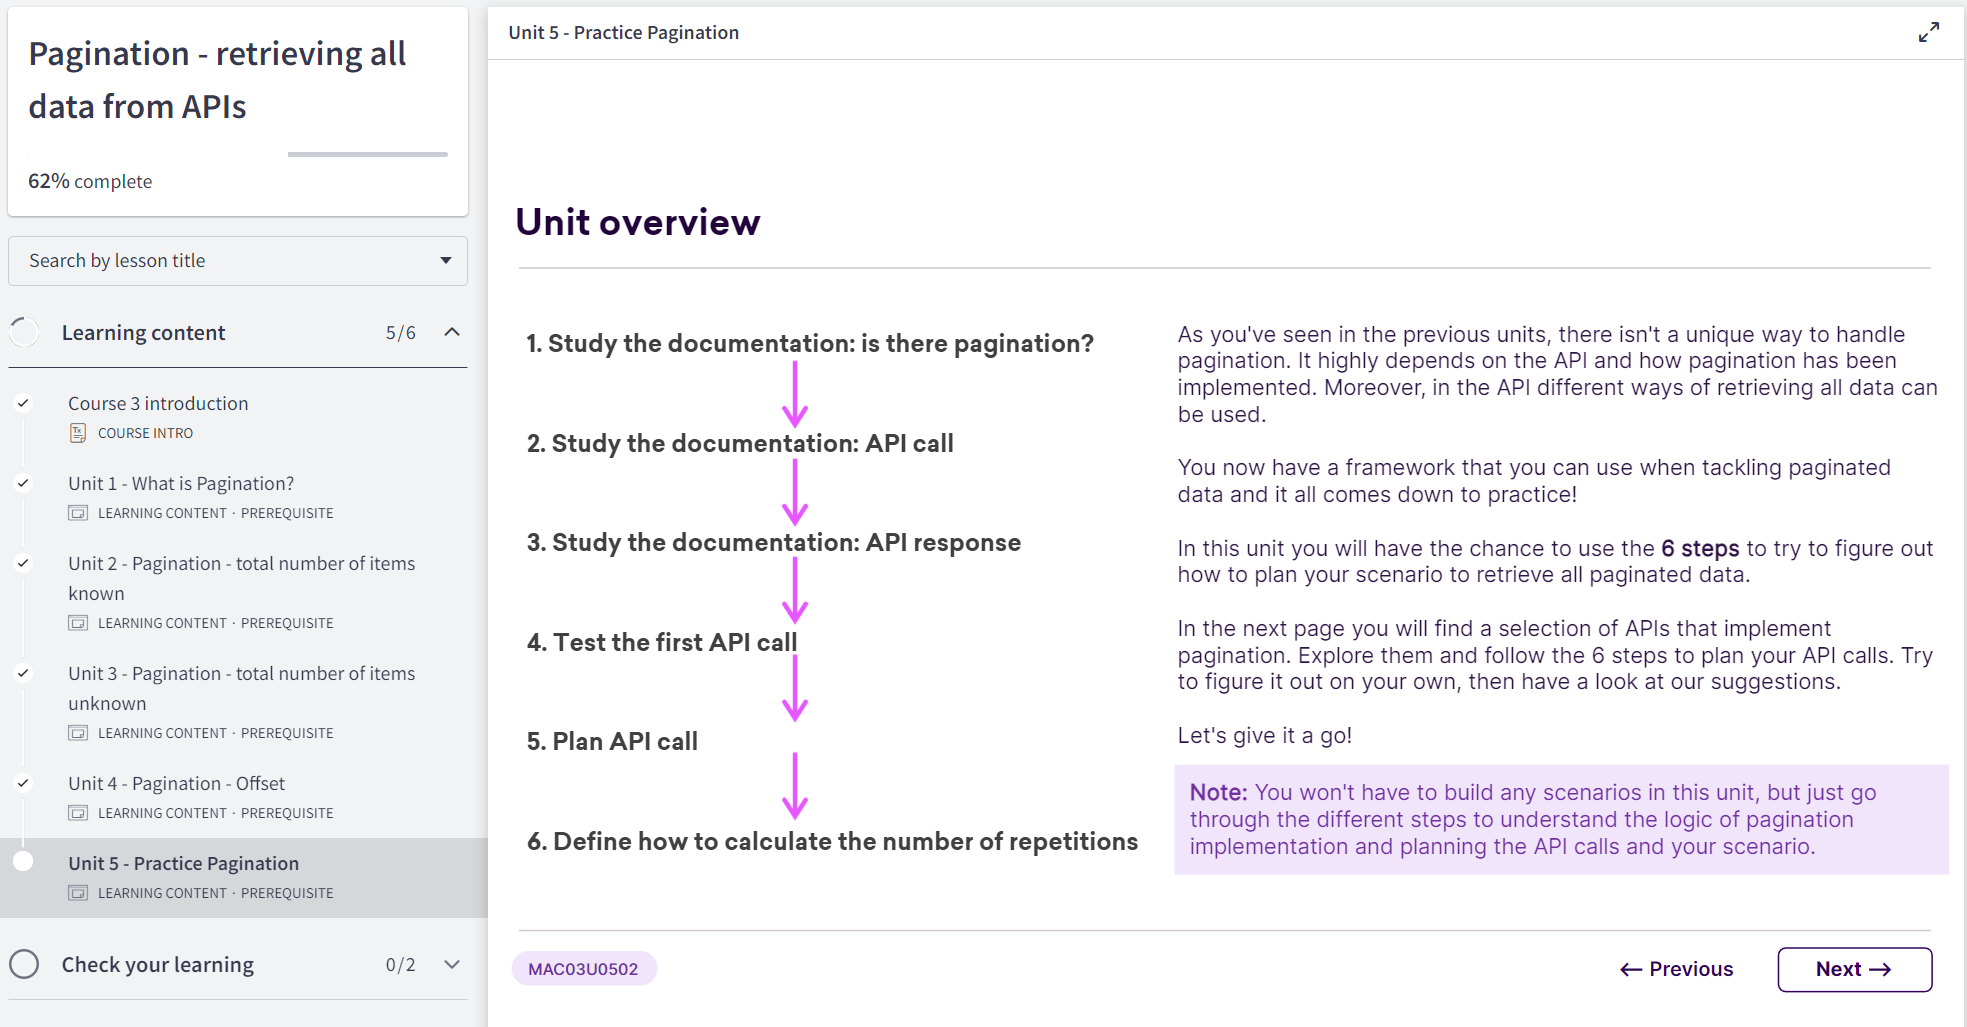 Pagination - retrieving all
data from APIs
62% complete
Search by lesson title
Learning content 5/6
Course 3 introduction
COURSE INTRO
Unit 1 - What is Pagination?
LEARNING CONTENT · PREREQUISITE
Unit 2 - Pagination - total number of items
known
LEARNING CONTENT · PREREQUISITE
Unit 3 - Pagination - total number of items
unknown
LEARNING CONTENT · PREREQUISITE
Unit 4 - Pagination - Offset
LEARNING CONTENT · PREREQUISITE
Unit 5 - Practice Pagination
LEARNING CONTENT · PREREQUISITE
Check your learning 0/2
Unit 5 - Practice Pagination
Unit overview
1. Study the documentation: is there pagination?
2. Study the documentation: API call
3. Study the documentation: API response
4. Test the first API call
5. Plan API call
6. Define how to calculate the number of repetitions
As you've seen in the previous units, there isn't a unique way to handle
pagination. It highly depends on the API and how pagination has been
implemented. Moreover, in the API different ways of retrieving all data can
be used.
You now have a framework that you can use when tackling paginated
data and it all comes down to practice!
In this unit you will have the chance to use the 6 steps to try to figure out
how to plan your scenario to retrieve all paginated data.
In the next page you will find a selection of APIs that implement
pagination. Explore them and follow the 6 steps to plan your API calls. Try
to figure it out on your own, then have a look at our suggestions.
Let's give it a go!
Note: You won't have to build any scenarios in this unit, but just go
through the different steps to understand the logic of pagination
implementation and planning the API calls and your scenario.
MAC03U0502
← Previous
Next →